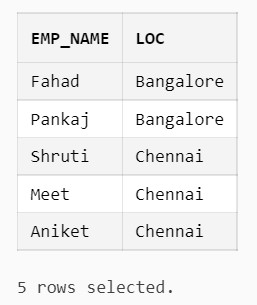 EMP_NAME LOC
Fahad Bangalore
Pankaj Bangalore
Shruti Chennai
Meet Chennai
Aniket Chennai
5 rows selected.